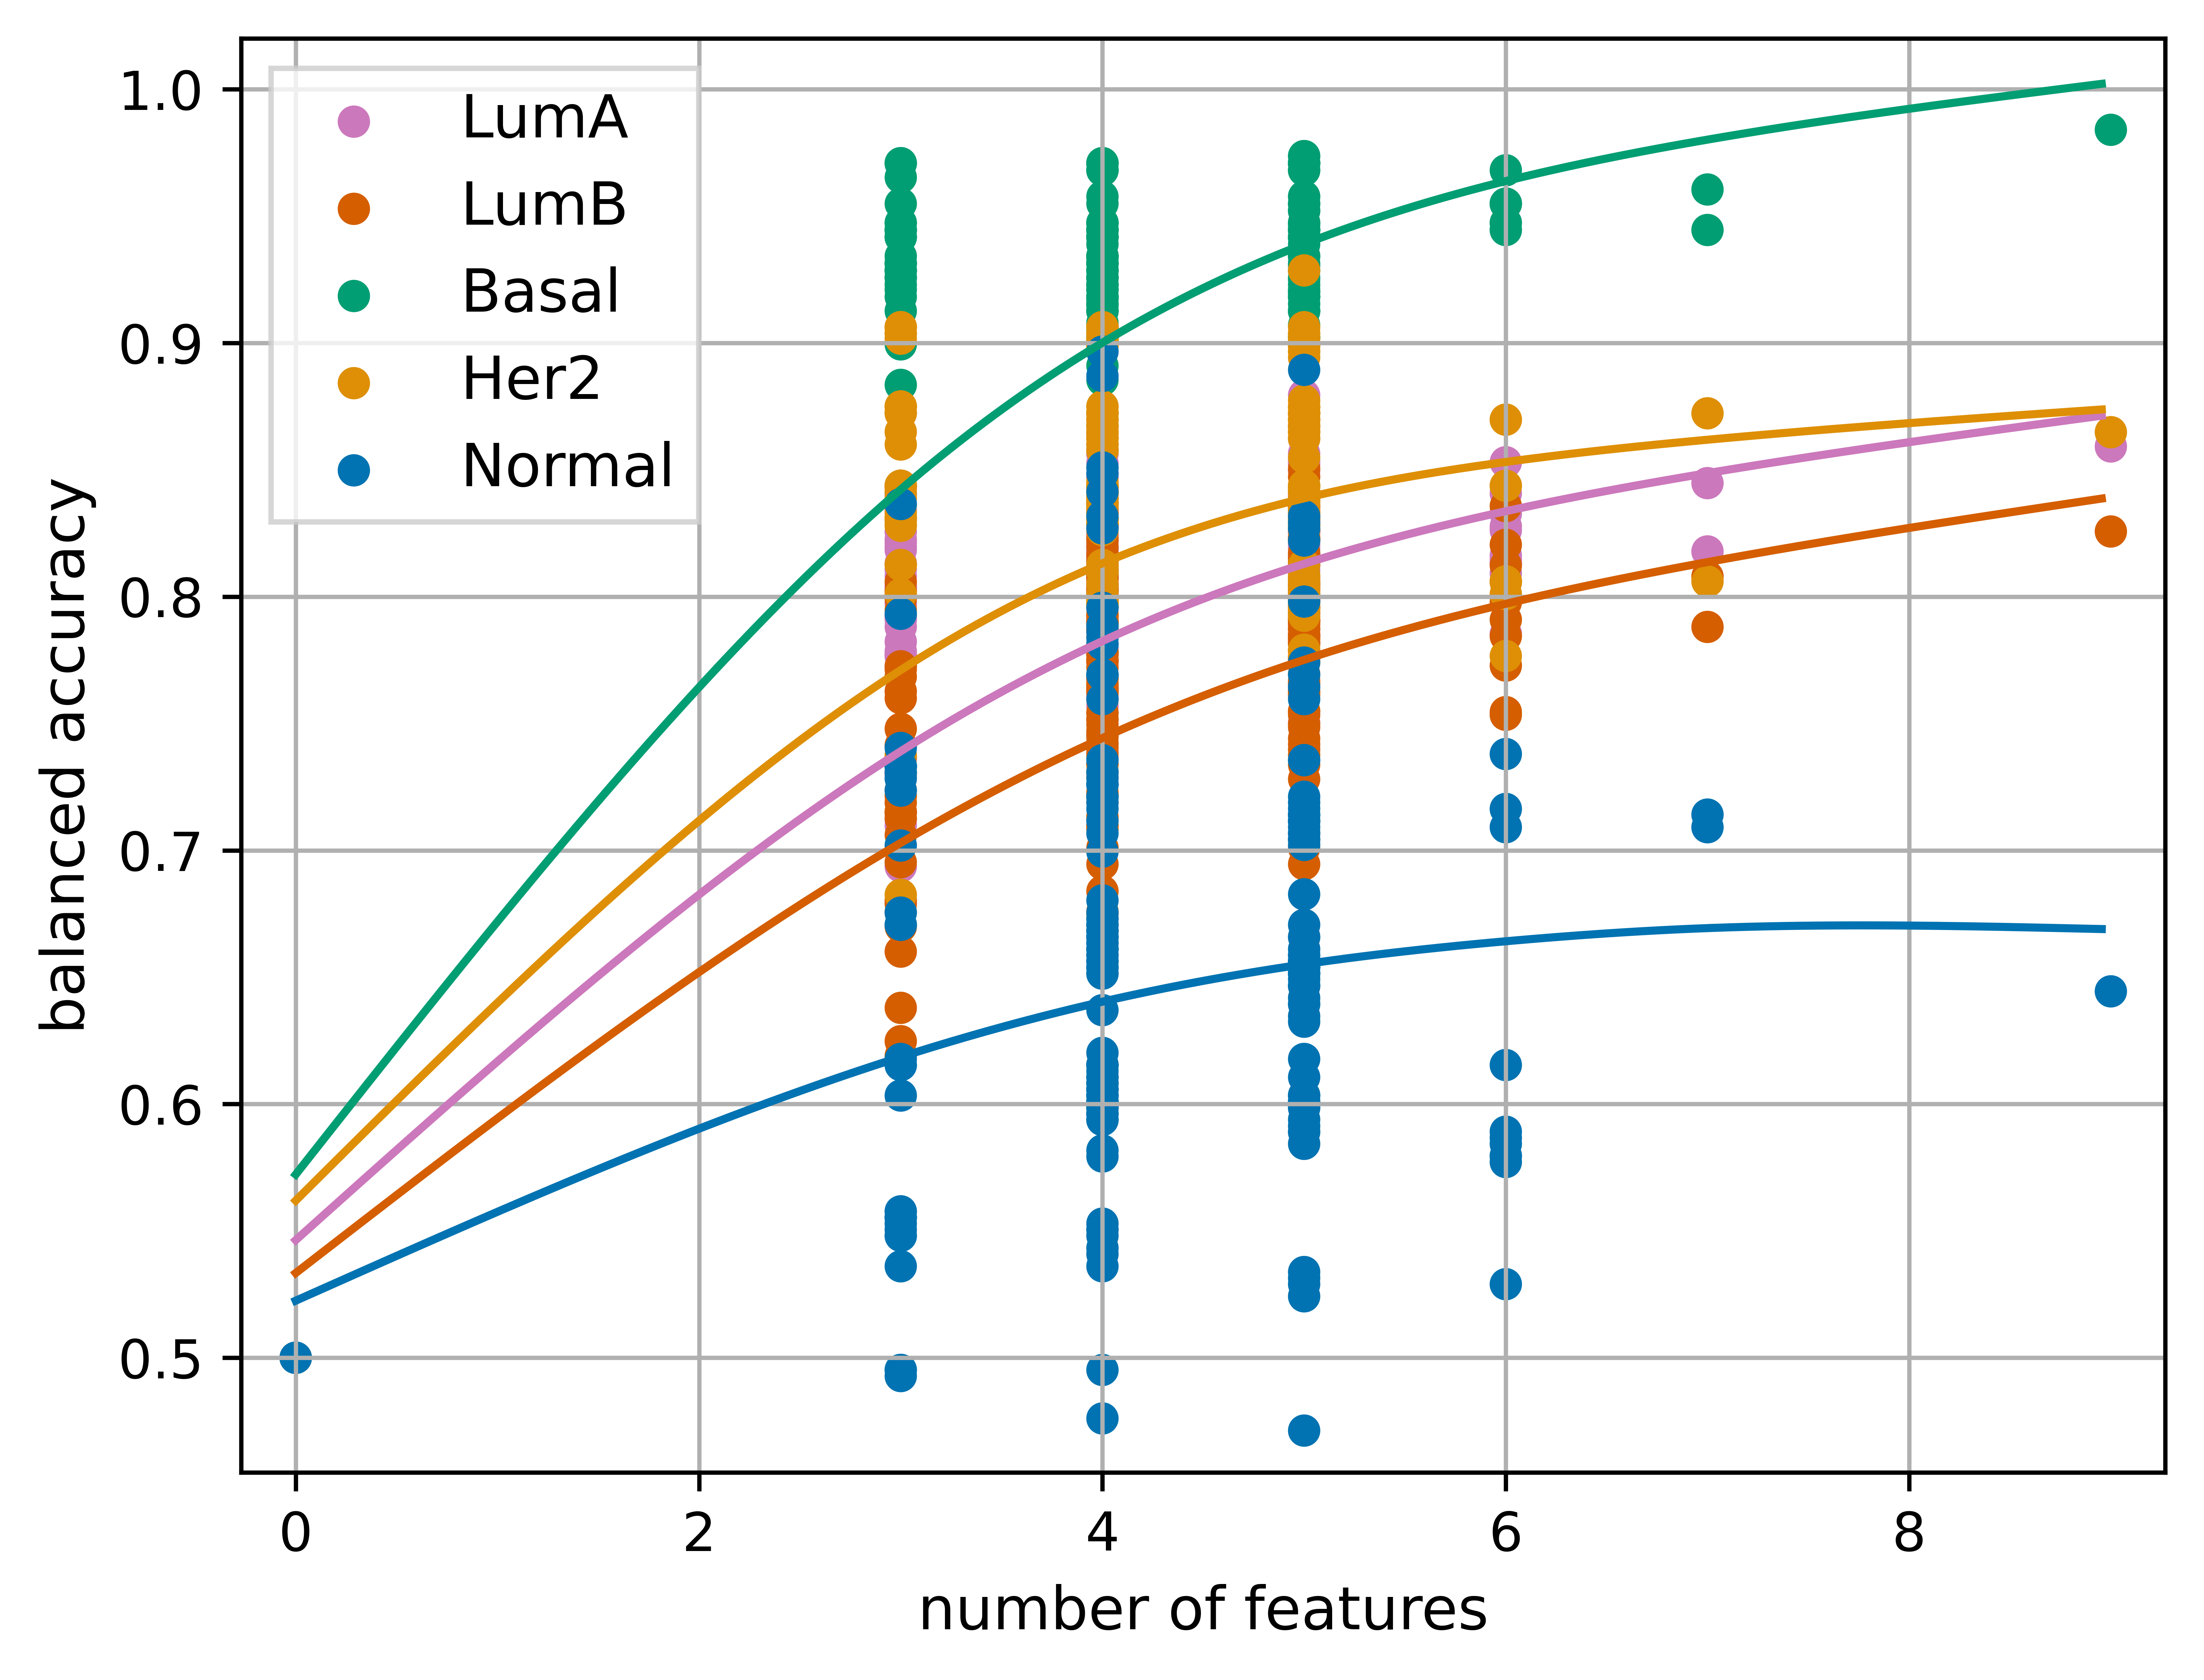 LumA
LumB
Basal
Her2
Normal
1.0
0.9
0.8
0.7
0.6
0.5
balanced accuracy
0 2 4 6 8
number of features